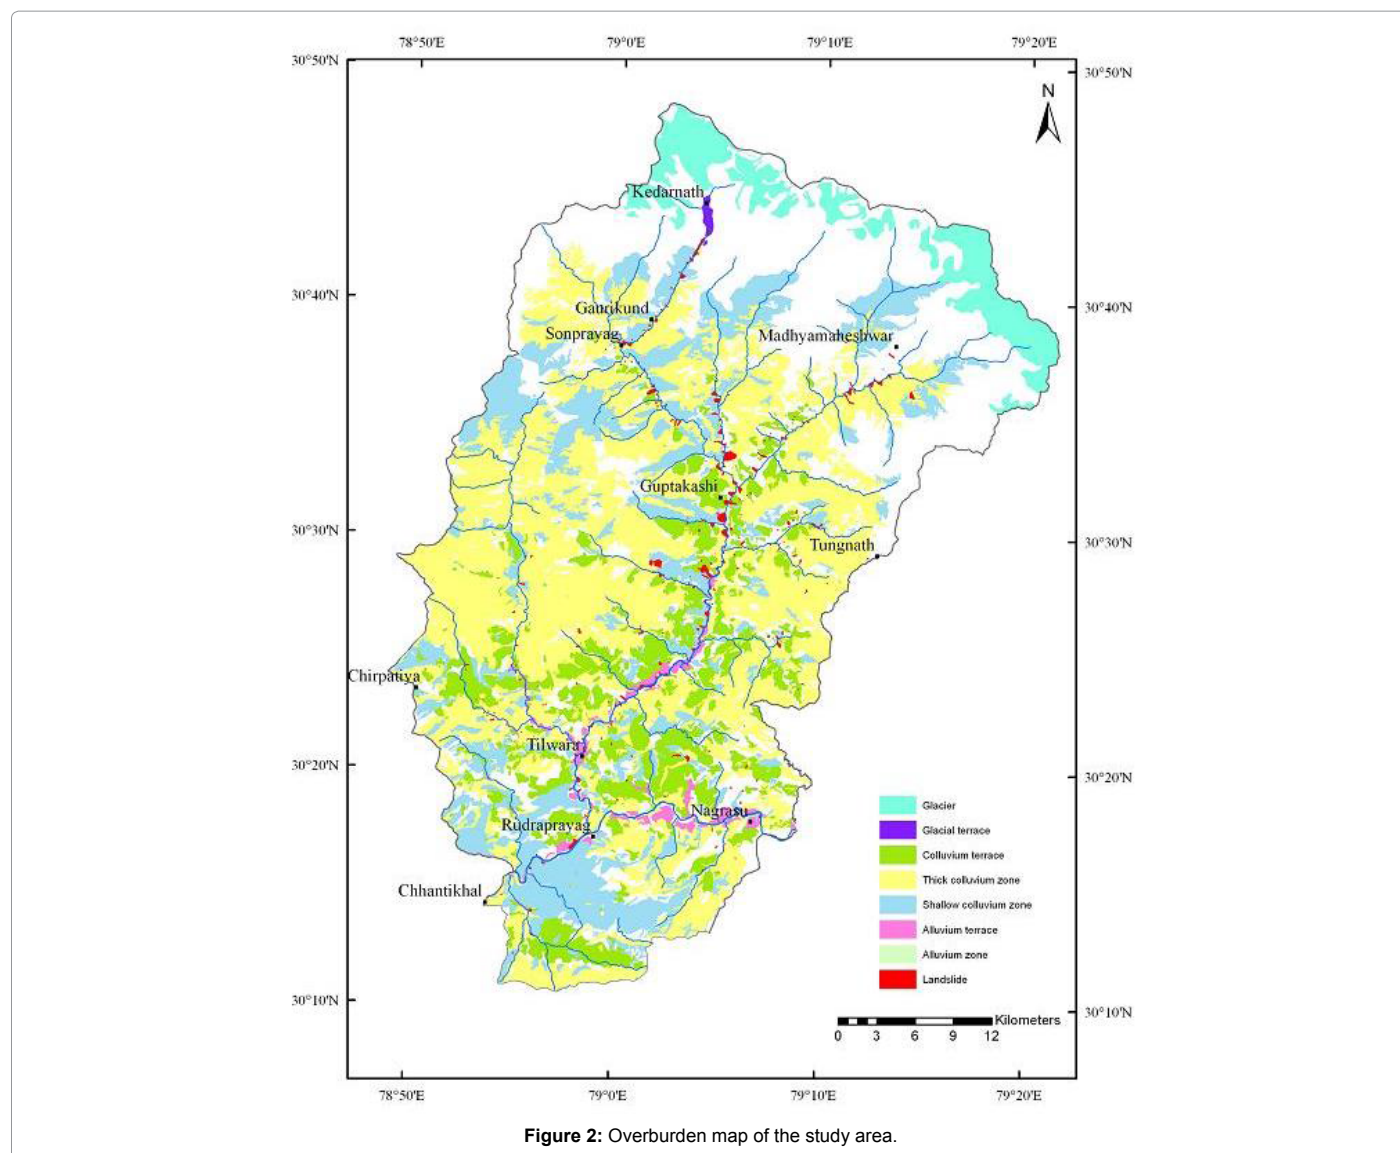 78°50'E 79°0'E 79°10'E 79°20'E
30°50'N
30°50'N
N
Kedarnath
30°40'N
30°40'N
Gaurikund
Sonprayag
Madhyamaheshwar
Guptakashi
30°30'N
30°30'N
Tungnath
Chirpatiya
Tilwara
30°20'N
30°20'N
Nagrasu
Rudraprayag
Chhantikhal
Glacier
Glacial terrace
Colluvium terrace
Thick colluvium zone
Shallow colluvium zone
Alluvium terrace
Alluvium zone
Landslide
30°10'N
30°10'N
Kilometers
0 3 6 9 12
78°50'E 79°0'E 79°10'E 79°20'E
Figure 2: Overburden map of the study area.